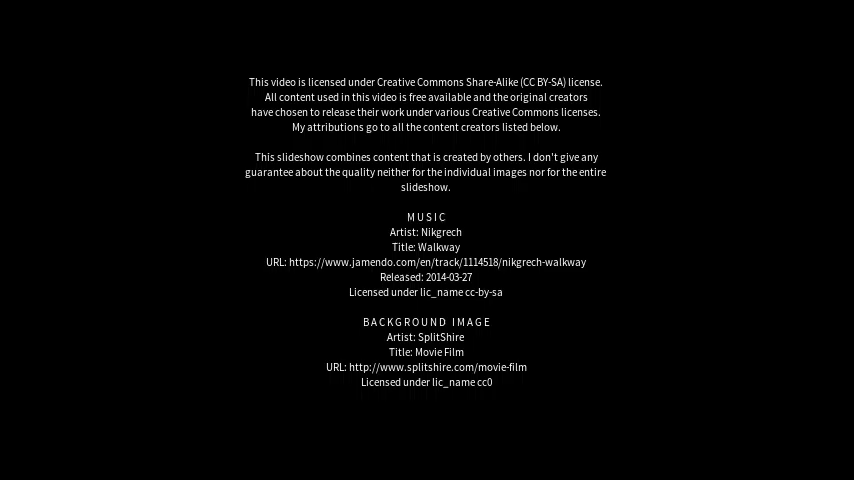 This video is licensed under Creative Commons Share-Alike (CC BY-SA) license.
All content used in this video is free available and the original creators
have chosen to release their work under various Creative Commons licenses.
My attributions go to all the content creators listed below.
This slideshow combines content that is created by others. I don't give any
guarantee about the quality neither for the individual images nor for the entire
slideshow.
MUSIC
Artist: Nikgrech
Title: Walkway
URL: https://www.jamendo.com/en/track/1114518/nikgrech-walkway
Released: 2014-03-27
Licensed under lic_name cc-by-sa
BACKGROUND IMAGE
Artist: SplitShire
Title: Movie Film
URL: http://www.splitshire.com/movie-film
Licensed under lic_name cc0